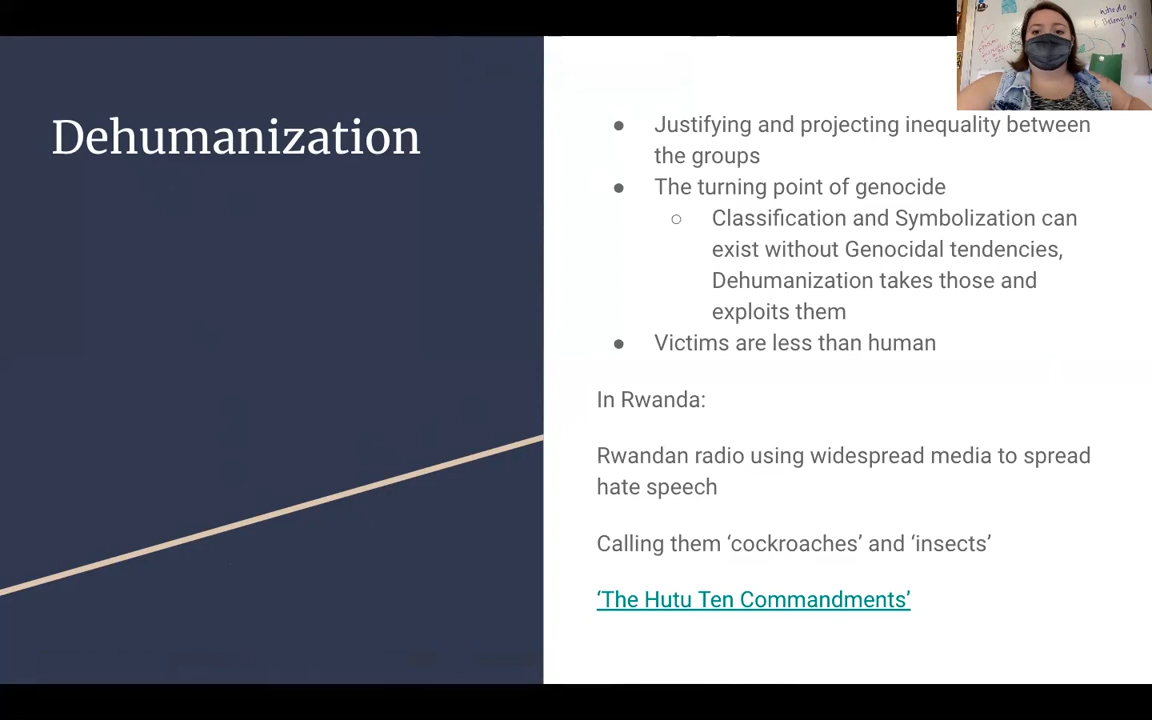 Dehumanization
● Justifying and projecting inequality between
the groups
● The turning point of genocide
○ Classification and Symbolization can
exist without Genocidal tendencies,
Dehumanization takes those and
exploits them
● Victims are less than human
In Rwanda:
Rwandan radio using widespread media to spread
hate speech
Calling them ‘cockroaches’ and ‘insects’
‘The Hutu Ten Commandments’